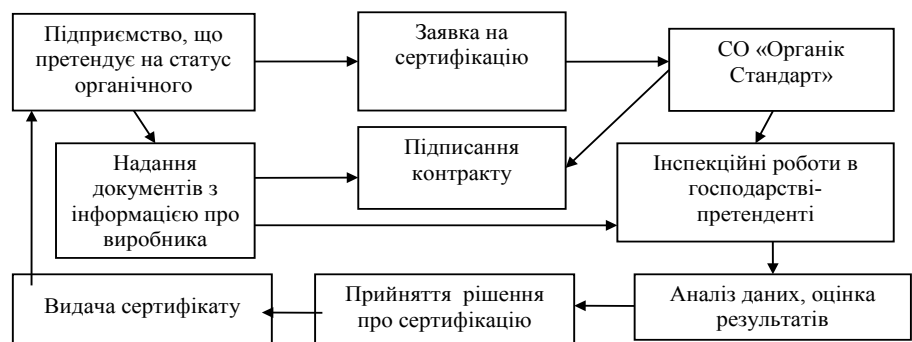 Підприємство, що
претендує на статус
органічного
Заявка на
сертифікацію
СО «Органік
Стандарт»
Надання
документів з
інформацією про
виробника
Підписання
контракту
Інспекційні роботи в
господарстві-
претенденті
Видача сертифікату
Прийняття рішення
про сертифікацію
Аналіз даних, оцінка
результатів